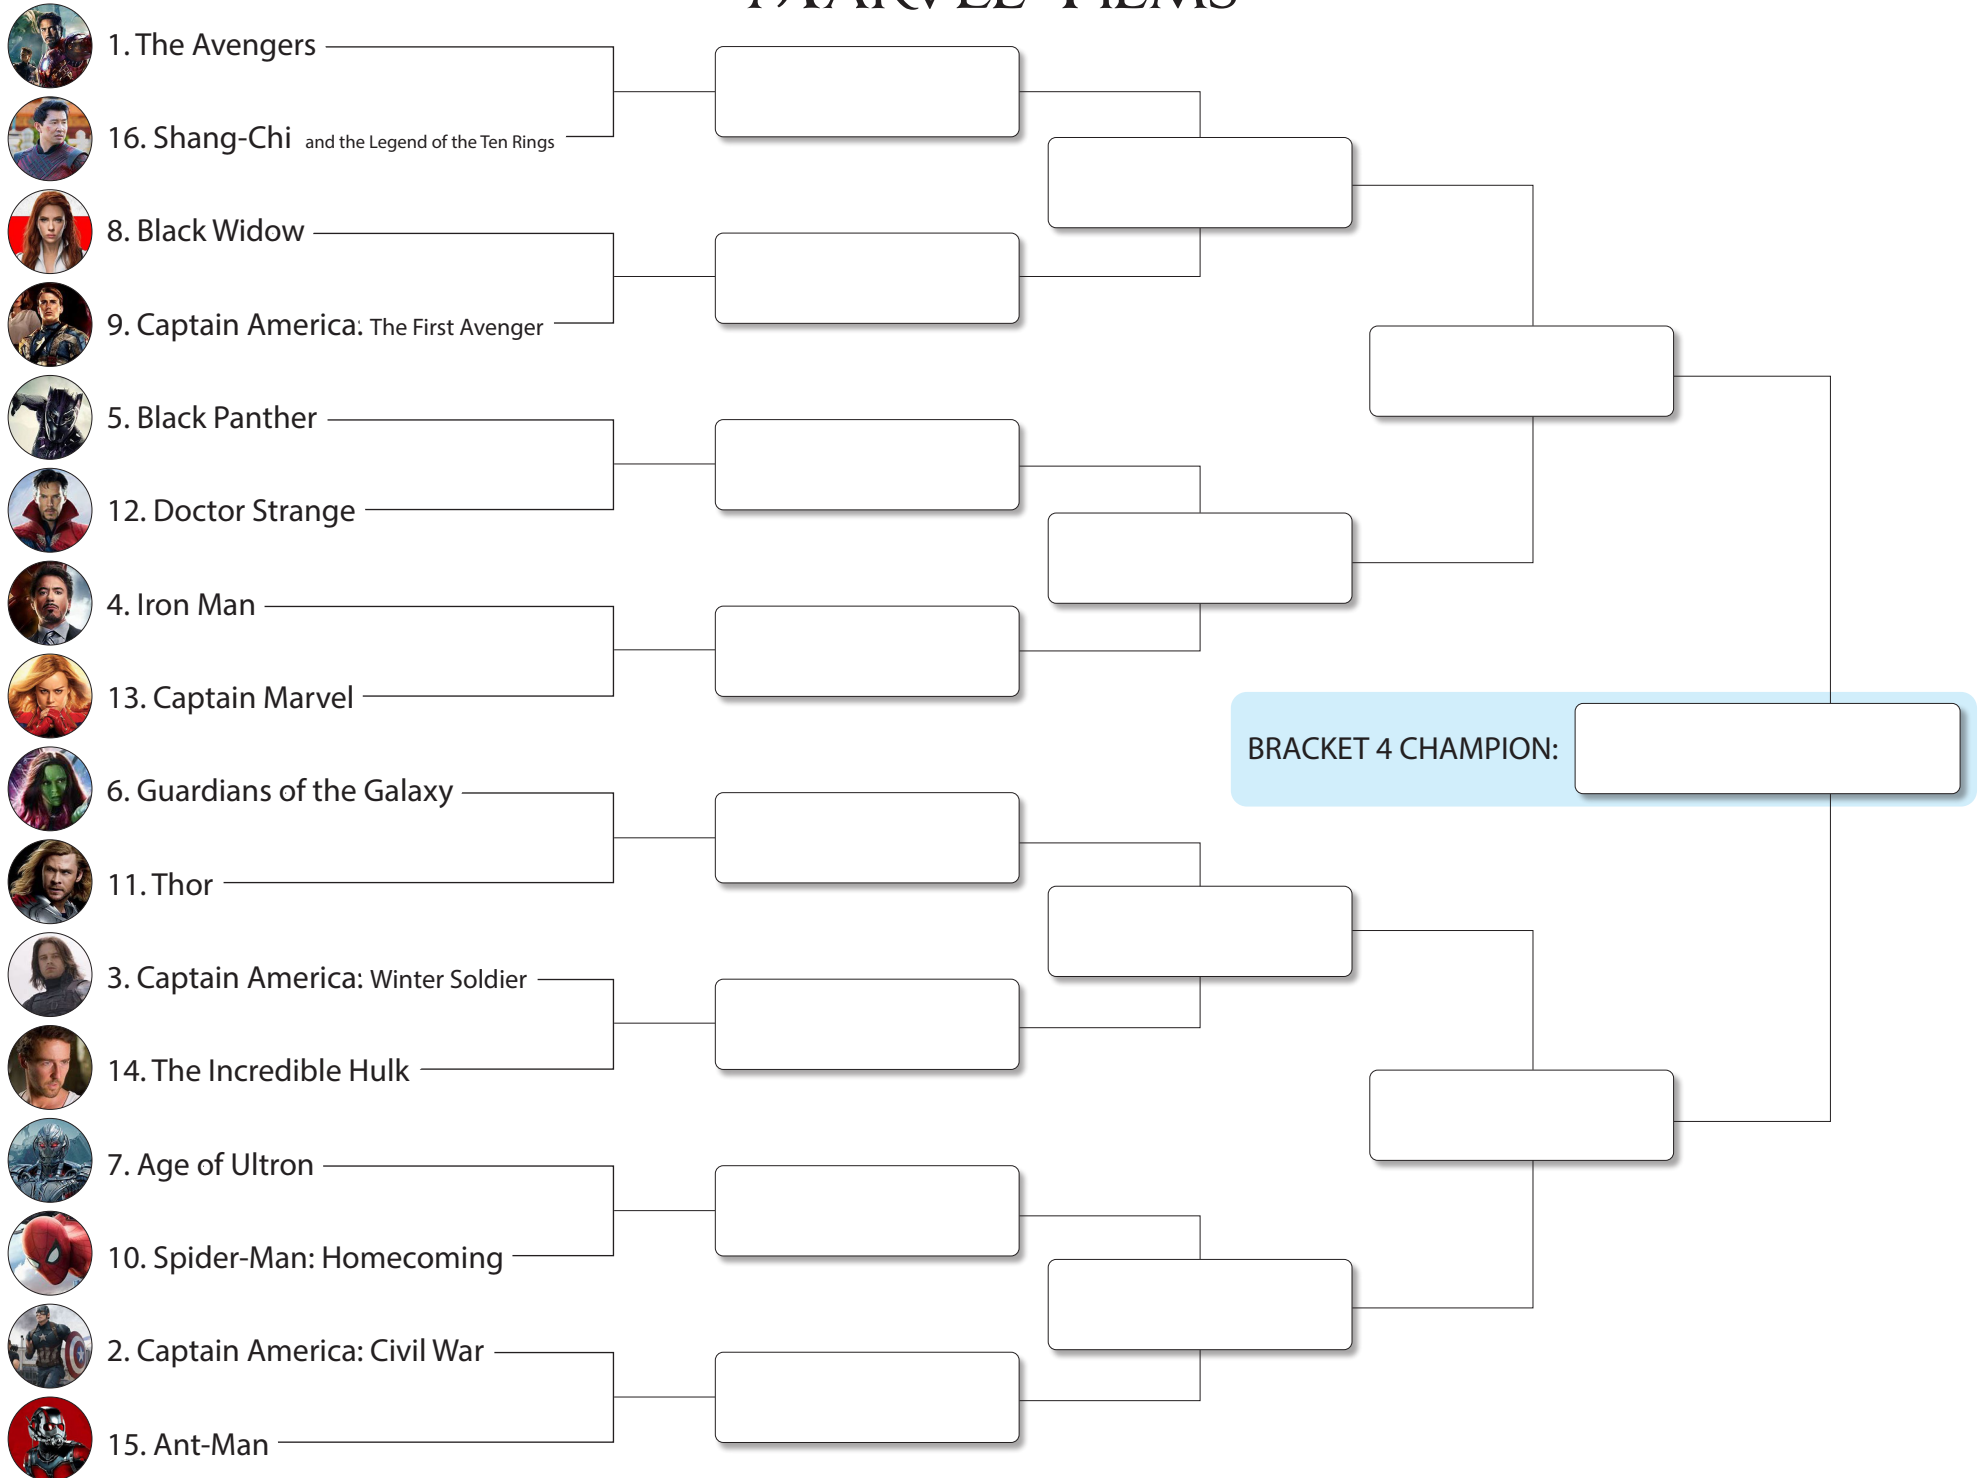 MARVEL FILMS
1. The Avengers
16. Shang-Chi and the Legend of the Ten Rings
8. Black Widow
9. Captain America: The First Avenger
5. Black Panther
12. Doctor Strange
4. Iron Man
13. Captain Marvel
BRACKET 4 CHAMPION:
6. Guardians of the Galaxy
11. Thor
3. Captain America: Winter Soldier
14. The Incredible Hulk
7. Age of Ultron
10. Spider-Man: Homecoming
2. Captain America: Civil War
15. Ant-Man